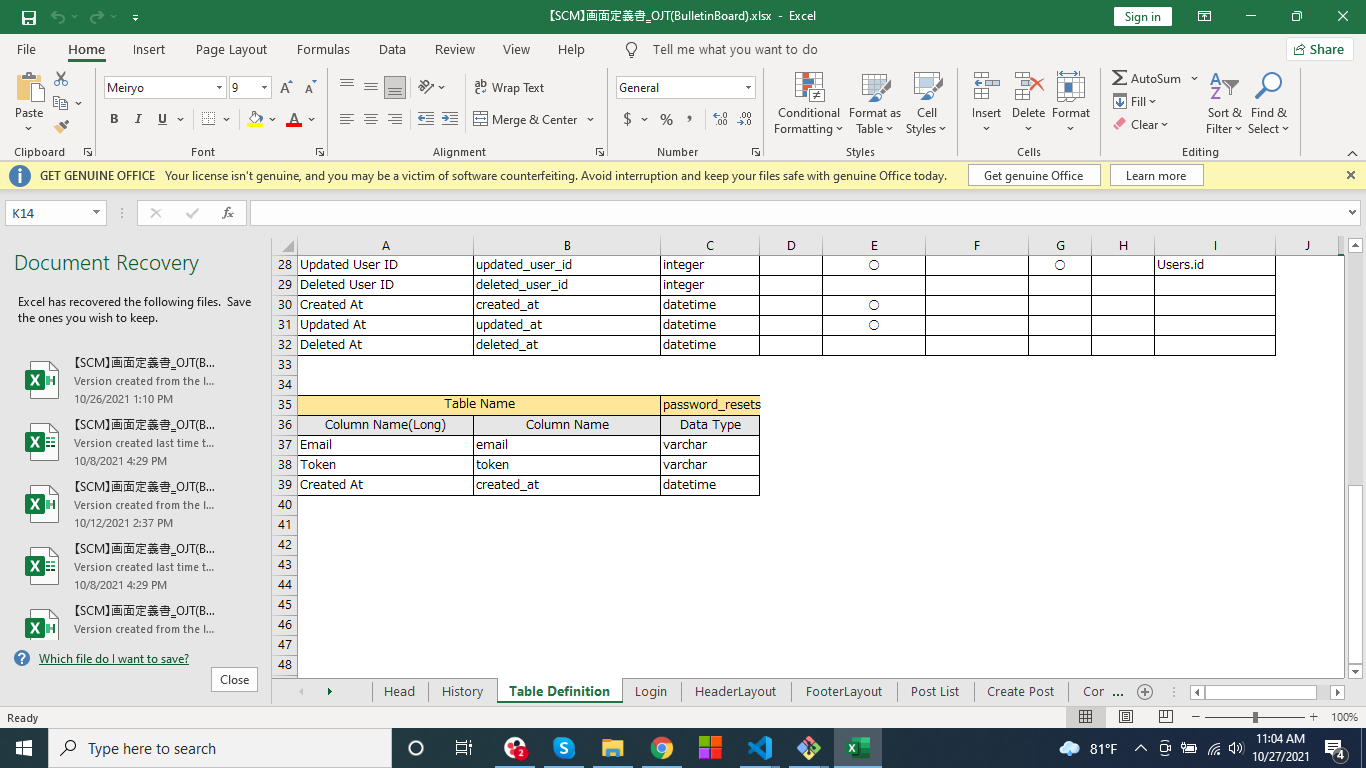 【SCM】画面定義書_OJT(BulletinBoard).xlsx - Excel
Sign in
File Home Insert Page Layout Formulas Data Review View Help Tell me what you want to do Share
Paste
Clipboard
Meiryo 9
B I U A
Font
Wrap Text
Merge & Center
Alignment
General
$ % ,
Number
Conditional Formatting
Format as Table
Cell Styles
Styles
Insert Delete Format
Cells
AutoSum
Fill
Clear
Sort & Filter
Find & Select
Editing
GET GENUINE OFFICE Your license isn't genuine, and you may be a victim of software counterfeiting. Avoid interruption and keep your files safe with genuine Office today. Get genuine Office Learn more
K14 fx
Document Recovery
Excel has recovered the following files. Save
the ones you wish to keep.
【SCM】画面定義書_OJT(B...
Version created from the l...
10/26/2021 1:10 PM
【SCM】画面定義書_OJT(B...
Version created last time t...
10/8/2021 4:29 PM
【SCM】画面定義書_OJT(B...
Version created from the l...
10/12/2021 2:37 PM
【SCM】画面定義書_OJT(B...
Version created last time t...
10/8/2021 4:29 PM
【SCM】画面定義書_OJT(B...
Version created from the l...
Which file do I want to save?
Close
A B C D E F G H I J
28 Updated User ID updated_user_id integer ○ ○ Users.id
29 Deleted User ID deleted_user_id integer
30 Created At created_at datetime ○
31 Updated At updated_at datetime ○
32 Deleted At deleted_at datetime
33
34
35 Table Name password_resets
36 Column Name(Long) Column Name Data Type
37 Email email varchar
38 Token token varchar
39 Created At created_at datetime
40
41
42
43
44
45
46
47
48
Head History Table Definition Login HeaderLayout FooterLayout Post List Create Post Cor ...
Ready 100%
Type here to search
2
81°F
11:04 AM
10/27/2021
4